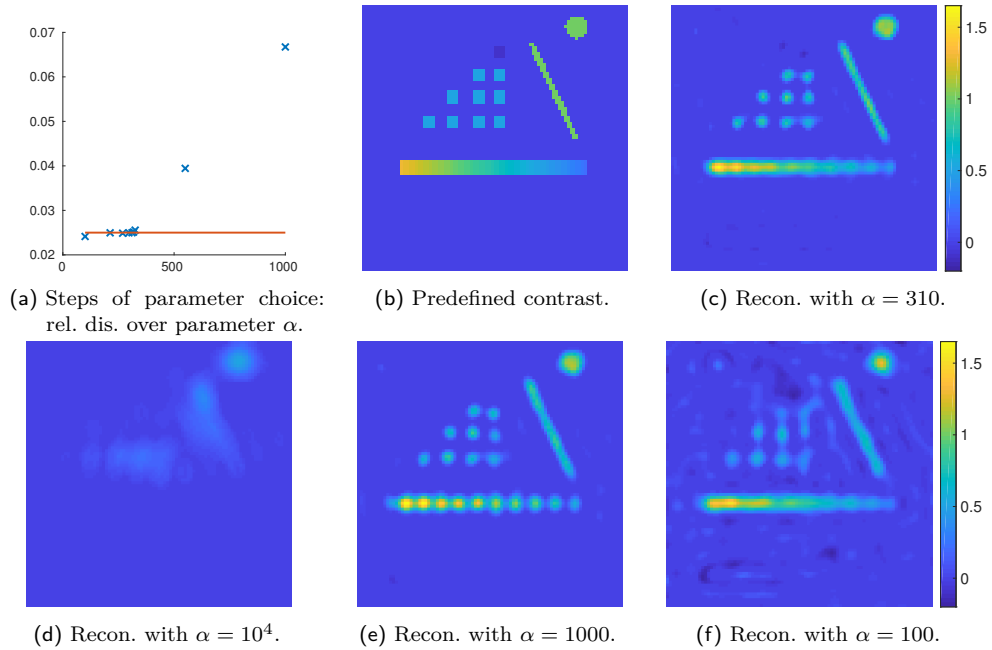 0.07
0.06
0.05
0.04
0.03
0.02
0
500
1000
1.5
1
0.5
0
(a) Steps of parameter choice:
rel. dis. over parameter α.
(b) Predefined contrast.
(c) Recon. with α = 310.
1.5
1
0.5
0
(d) Recon. with α = 10⁴.
(e) Recon. with α = 1000.
(f) Recon. with α = 100.